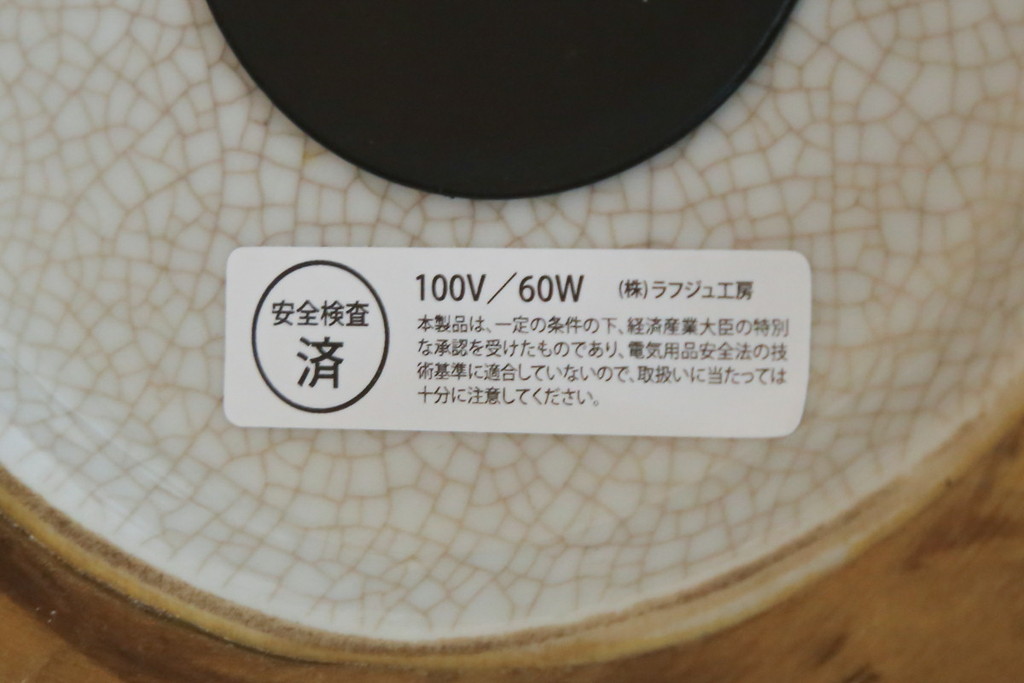 安全検査
済
100V／60W (株)ラフジュ工房
本製品は、一定の条件の下、経済産業大臣の特別
な承認を受けたものであり、電気用品安全法の技
術基準に適合していないので、取扱いに当たっては
十分に注意してください。